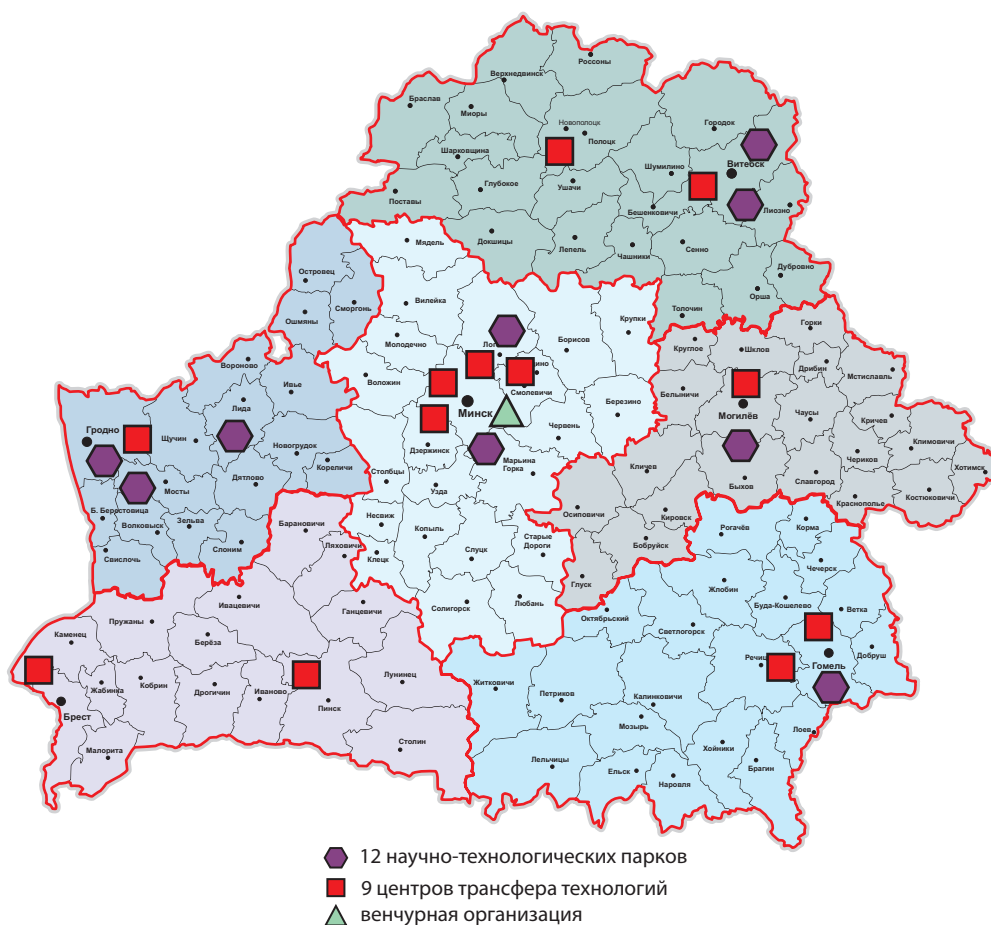 Россоны
Верхнедвинск
Браслав
Миоры
Новополоцк
Полоцк
Городок
Шарковщина
Шумилино
Витебск
Глубокое
Ушачи
Поставы
Бешенковичи
Лиозно
Докшицы
Лепель
Чашники
Сенно
Дубровно
Орша
Толочин
Мядель
Островец
Сморгонь
Ошмяны
Вилейка
Крупки
Молодечно
Борисов
Воложин
Смолевичи
Минск
Березино
Червень
Дзержинск
Марьина
Горка
Столбцы
Узда
Несвиж
Копыль
Клецк
Слуцк
Старые
Дороги
Солигорск
Любань
Горки
Круглое
Шклов
Дрибин
Мстиславль
Белыничи
Могилёв
Чаусы
Кричев
Климовичи
Чериков
Хотимск
Костюковичи
Кличев
Быхов
Славгород
Краснополье
Осиповичи
Кировск
Бобруйск
Глуск
Вороново
Ивье
Лида
Гродно
Щучин
Новогрудок
Кореличи
Дятлово
Мосты
Б. Берестовица
Волковыск
Зельва
Свислочь
Слоним
Барановичи
Ляховичи
Ивацевичи
Ганцевичи
Пружаны
Каменец
Берёза
Жабинка
Кобрин
Дрогичин
Иваново
Пинск
Лунинец
Брест
Малорита
Столин
Рогачёв
Корма
Чечерск
Жлобин
Буда-Кошелево
Ветка
Октябрьский
Светлогорск
Гомель
Добруш
Житковичи
Петриков
Калинковичи
Мозырь
Лоев
Хойники
Брагин
Лельчицы
Ельск
Наровля
12 научно-технологических парков
9 центров трансфера технологий
венчурная организация